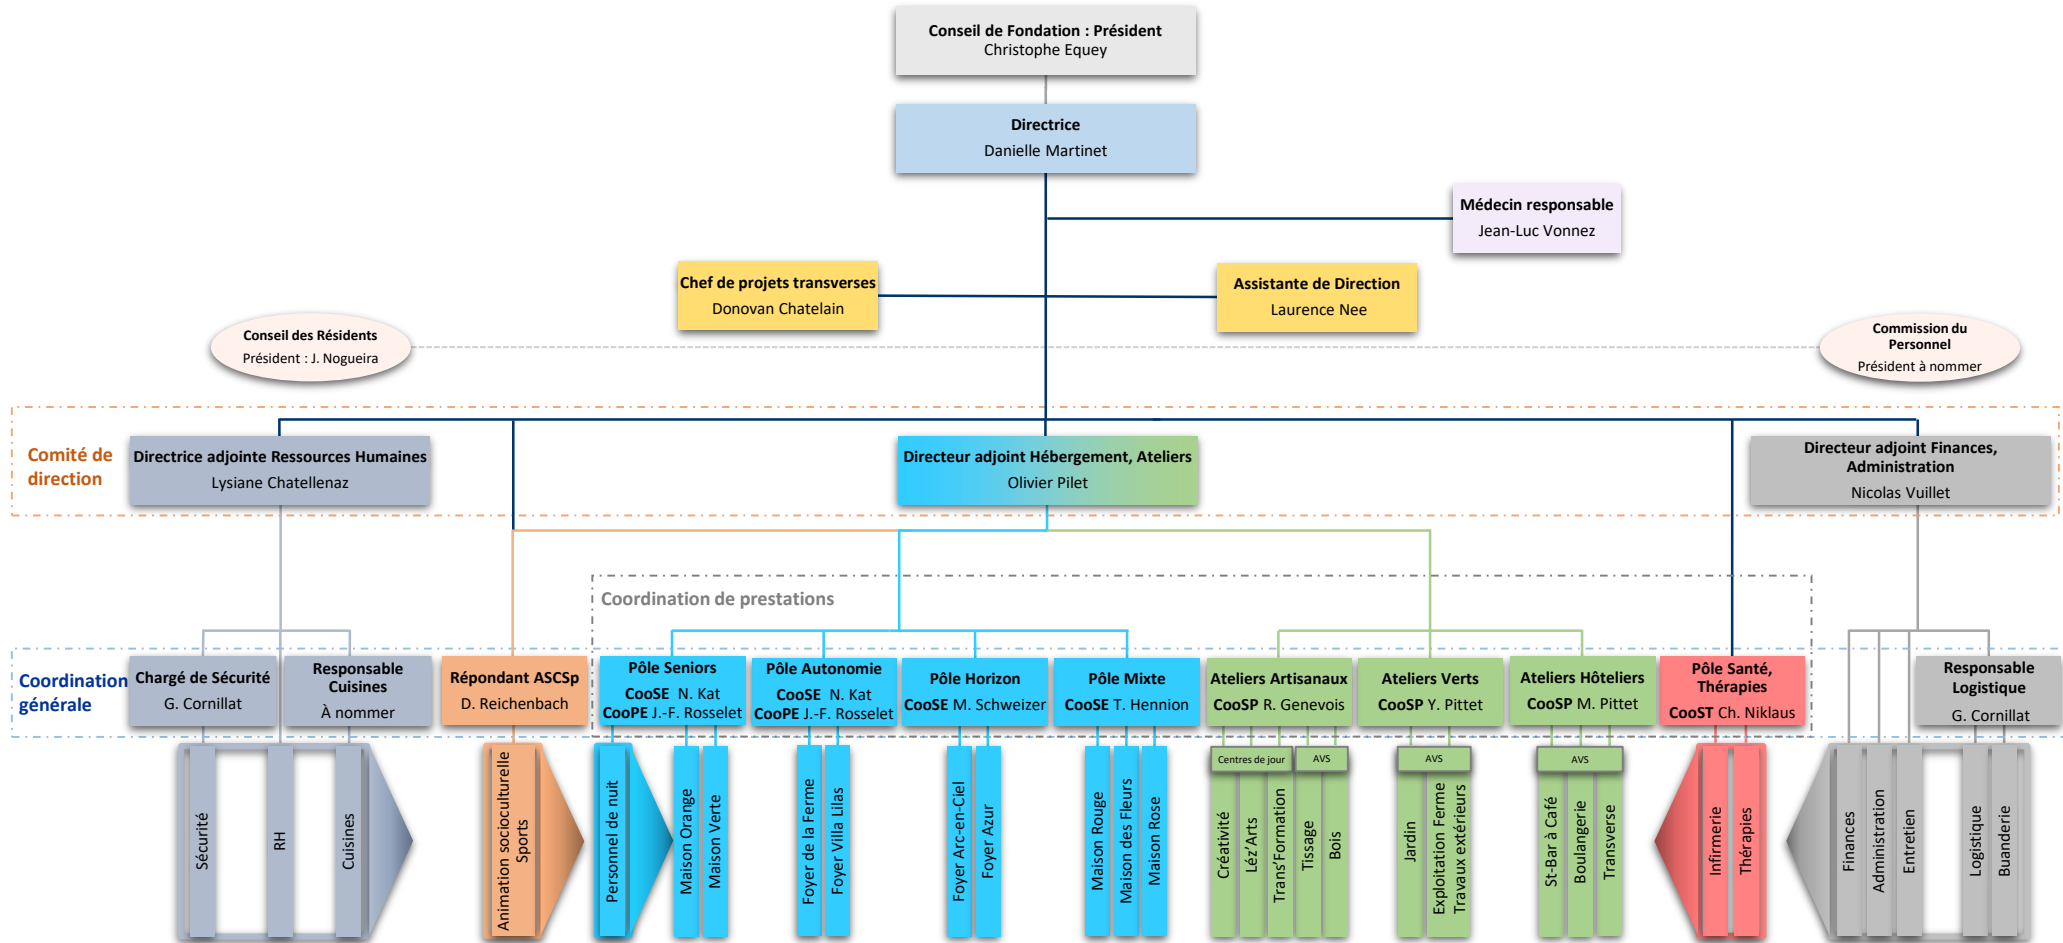 Conseil de Fondation : Président
Christophe Equey
Directrice
Danielle Martinet
Médecin responsable
Jean-Luc Vonnez
Chef de projets transverses
Donovan Chatelain
Assistante de Direction
Laurence Nee
Conseil des Résidents
Président : J. Nogueira
Commission du
Personnel
Président à nommer
Comité de
direction
Directrice adjointe Ressources Humaines
Lysiane Chatellenaz
Directeur adjoint Hébergement, Ateliers
Olivier Pilet
Directeur adjoint Finances,
Administration
Nicolas Vuillet
Coordination de prestations
Coordination
générale
Chargé de Sécurité
G. Cornillat
Responsable
Cuisines
À nommer
Répondant ASCSp
D. Reichenbach
Pôle Seniors
CooSE N. Kat
CooPE J.-F. Rosselet
Pôle Autonomie
CooSE N. Kat
CooPE J.-F. Rosselet
Pôle Horizon
CooSE M. Schweizer
Pôle Mixte
CooSE T. Hennion
Ateliers Artisanaux
CooSP R. Genevois
Ateliers Verts
CooSP Y. Pittet
Ateliers Hôteliers
CooSP M. Pittet
Pôle Santé,
Thérapies
CooST Ch. Niklaus
Responsable
Logistique
G. Cornillat
Sécurité
RH
Cuisines
Animation socioculturelle
Sports
Personnel de nuit
Maison Orange
Maison Verte
Foyer de la Ferme
Foyer Villa Lilas
Foyer Arc-en-Ciel
Foyer Azur
Maison Rouge
Maison des Fleurs
Maison Rose
Centres de jour
Créativité
Léz'Arts
Trans'Formation
AVS
Tissage
Bois
AVS
Jardin
Exploitation Ferme
Travaux extérieurs
AVS
St-Bar à Café
Boulangerie
Transverse
Infirmerie
Thérapies
Finances
Administration
Entretien
Logistique
Buanderie